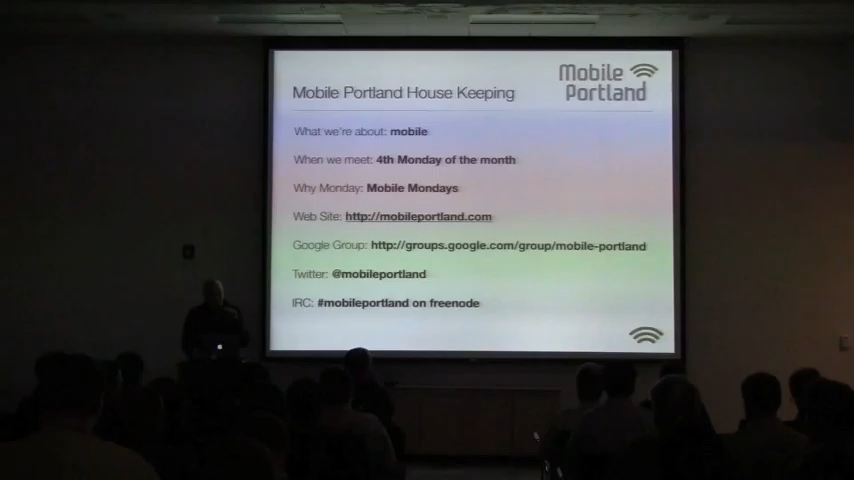 Mobile
Portland
Mobile Portland House Keeping
What we're about: mobile
When we meet: 4th Monday of the month
Why Monday: Mobile Mondays
Web Site: http://mobileportland.com
Google Group: http://groups.google.com/group/mobile-portland
Twitter: @mobileportland
IRC: #mobileportland on freenode